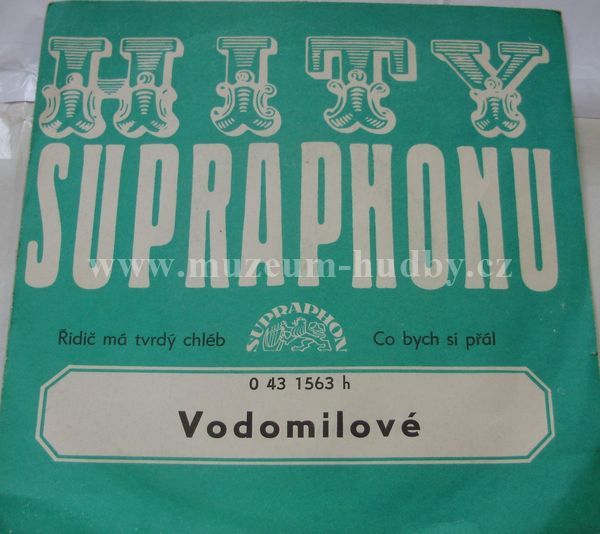 HITY
SUPRAPHONU
www.muzeum-hudby.cz
Řidič má tvrdý chléb
SUPRAPHON
Co bych si přál
0 43 1563 h
Vodomilové